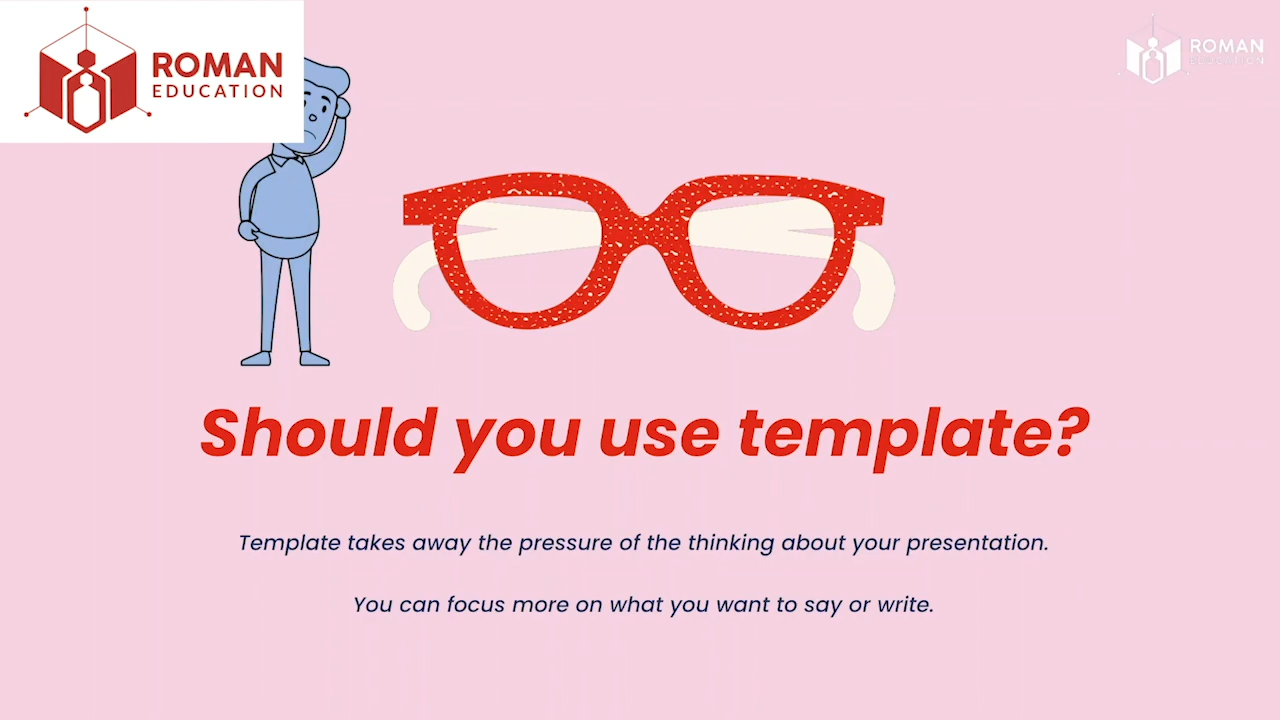 ROMAN
EDUCATION
ROMAN
EDUCATION
Should you use template?
Template takes away the pressure of the thinking about your presentation.
You can focus more on what you want to say or write.